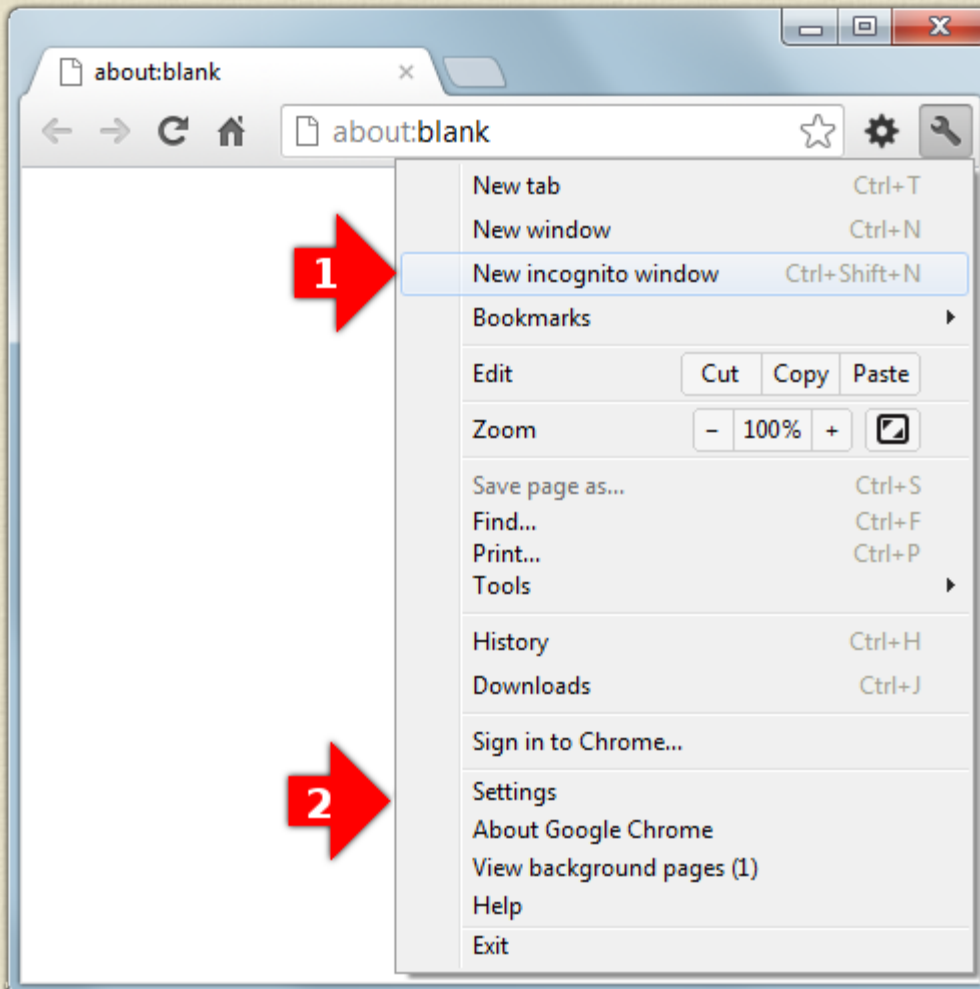 about:blank
about:blank
New tab Ctrl+T
New window Ctrl+N
1
New incognito window Ctrl+Shift+N
Bookmarks
Edit Cut Copy Paste
Zoom - 100% +
Save page as... Ctrl+S
Find... Ctrl+F
Print... Ctrl+P
Tools
History Ctrl+H
Downloads Ctrl+J
Sign in to Chrome...
2
Settings
About Google Chrome
View background pages (1)
Help
Exit